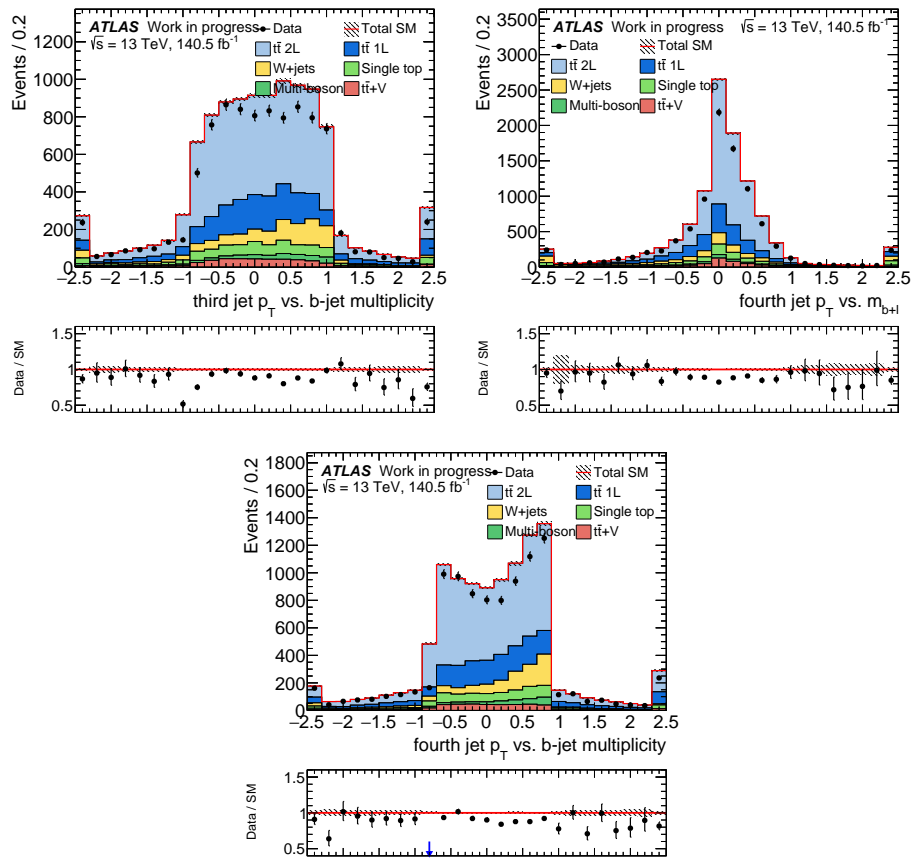 ATLAS Work in progress
√s = 13 TeV, 140.5 fb⁻¹
Data
Total SM
tt̄ 2L
tt̄ 1L
W+jets
Single top
Multi-boson
tt̄+V
Events / 0.2
1200
1000
800
600
400
200
0
−2.5 −2 −1.5 −1 −0.5 0 0.5 1 1.5 2 2.5
third jet p_T vs. b-jet multiplicity
Data / SM
1.5
1
0.5
ATLAS Work in progress √s = 13 TeV, 140.5 fb⁻¹
Data
Total SM
tt̄ 2L
tt̄ 1L
W+jets
Single top
Multi-boson
tt̄+V
Events / 0.2
3500
3000
2500
2000
1500
1000
500
0
−2.5 −2 −1.5 −1 −0.5 0 0.5 1 1.5 2 2.5
fourth jet p_T vs. m_b+l
Data / SM
1.5
1
0.5
ATLAS Work in progress
√s = 13 TeV, 140.5 fb⁻¹
Data
Total SM
tt̄ 2L
tt̄ 1L
W+jets
Single top
Multi-boson
tt̄+V
Events / 0.2
1800
1600
1400
1200
1000
800
600
400
200
0
−2.5 −2 −1.5 −1 −0.5 0 0.5 1 1.5 2 2.5
fourth jet p_T vs. b-jet multiplicity
Data / SM
1.5
1
0.5